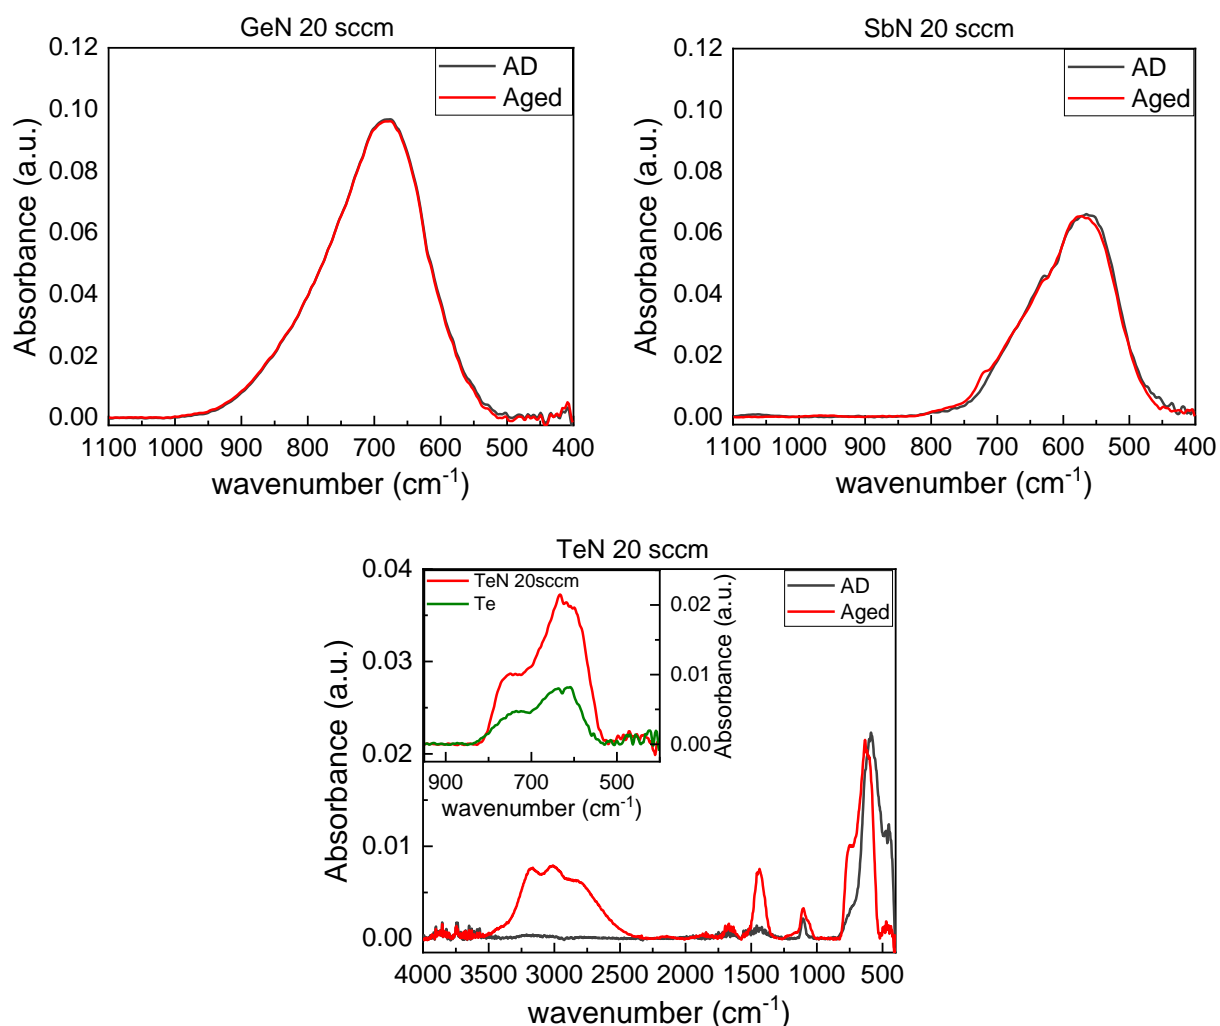 GeN 20 sccm
AD
Aged
Absorbance (a.u.)
0.12
0.10
0.08
0.06
0.04
0.02
0.00
1100 1000 900 800 700 600 500 400
wavenumber (cm⁻¹)
SbN 20 sccm
AD
Aged
Absorbance (a.u.)
0.12
0.10
0.08
0.06
0.04
0.02
0.00
1100 1000 900 800 700 600 500 400
wavenumber (cm⁻¹)
TeN 20 sccm
AD
Aged
Absorbance (a.u.)
0.04
0.03
0.02
0.01
0.00
4000 3500 3000 2500 2000 1500 1000 500
wavenumber (cm⁻¹)
TeN 20sccm
Te
0.02
0.01
0.00
Absorbance (a.u.)
900 700 500
wavenumber (cm⁻¹)